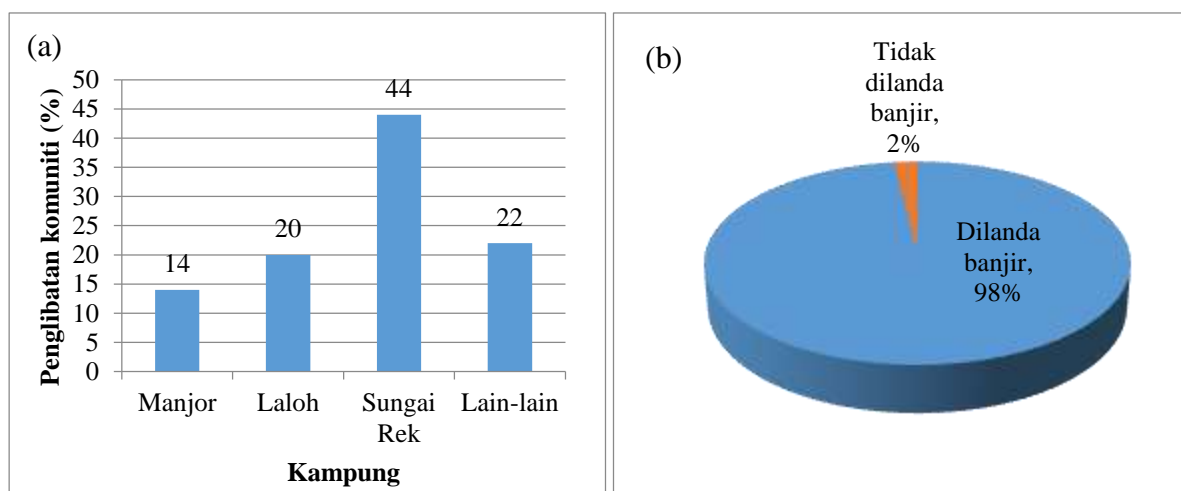 (a)
Penglibatan komuniti (%)
50
45
40
35
30
25
20
15
10
5
0
14
20
44
22
Manjor
Laloh
Sungai
Rek
Lain-lain
Kampung
(b)
Tidak
dilanda
banjir,
2%
Dilanda
banjir,
98%